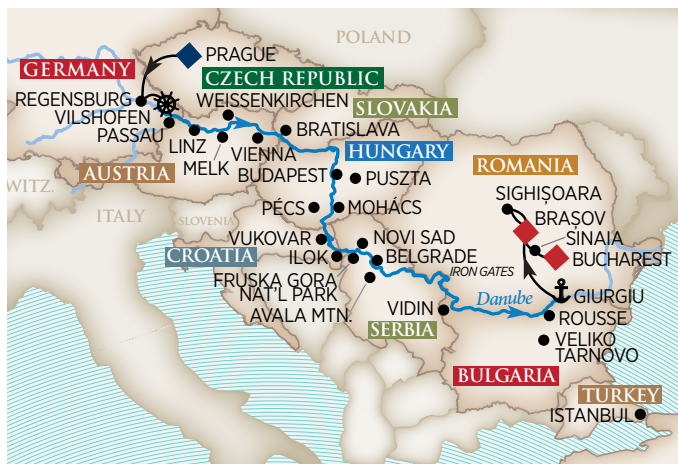 POLAND
PRAGUE
GERMANY
CZECH REPUBLIC
REGENSBURG
WEISSENKIRCHEN
SLOVAKIA
VILSHOFEN
PASSAU
BRATISLAVA
LINZ
MELK
VIENNA
HUNGARY
AUSTRIA
BUDAPEST
PUSZTA
ROMANIA
WITZ.
SIGHIȘOARA
ITALY
SLOVENIA
PÉCS
MOHÁCS
BRAȘOV
SINAIA
VUKOVAR
NOVI SAD
BUCHAREST
CROATIA
ILOK
BELGRADE
IRON GATES
FRUSKA GORA
NAT'L PARK
GIURGIU
AVALA MTN.
VIDIN
Danube
ROUSSE
SERBIA
VELIKO
TARNOVO
BULGARIA
TURKEY
ISTANBUL